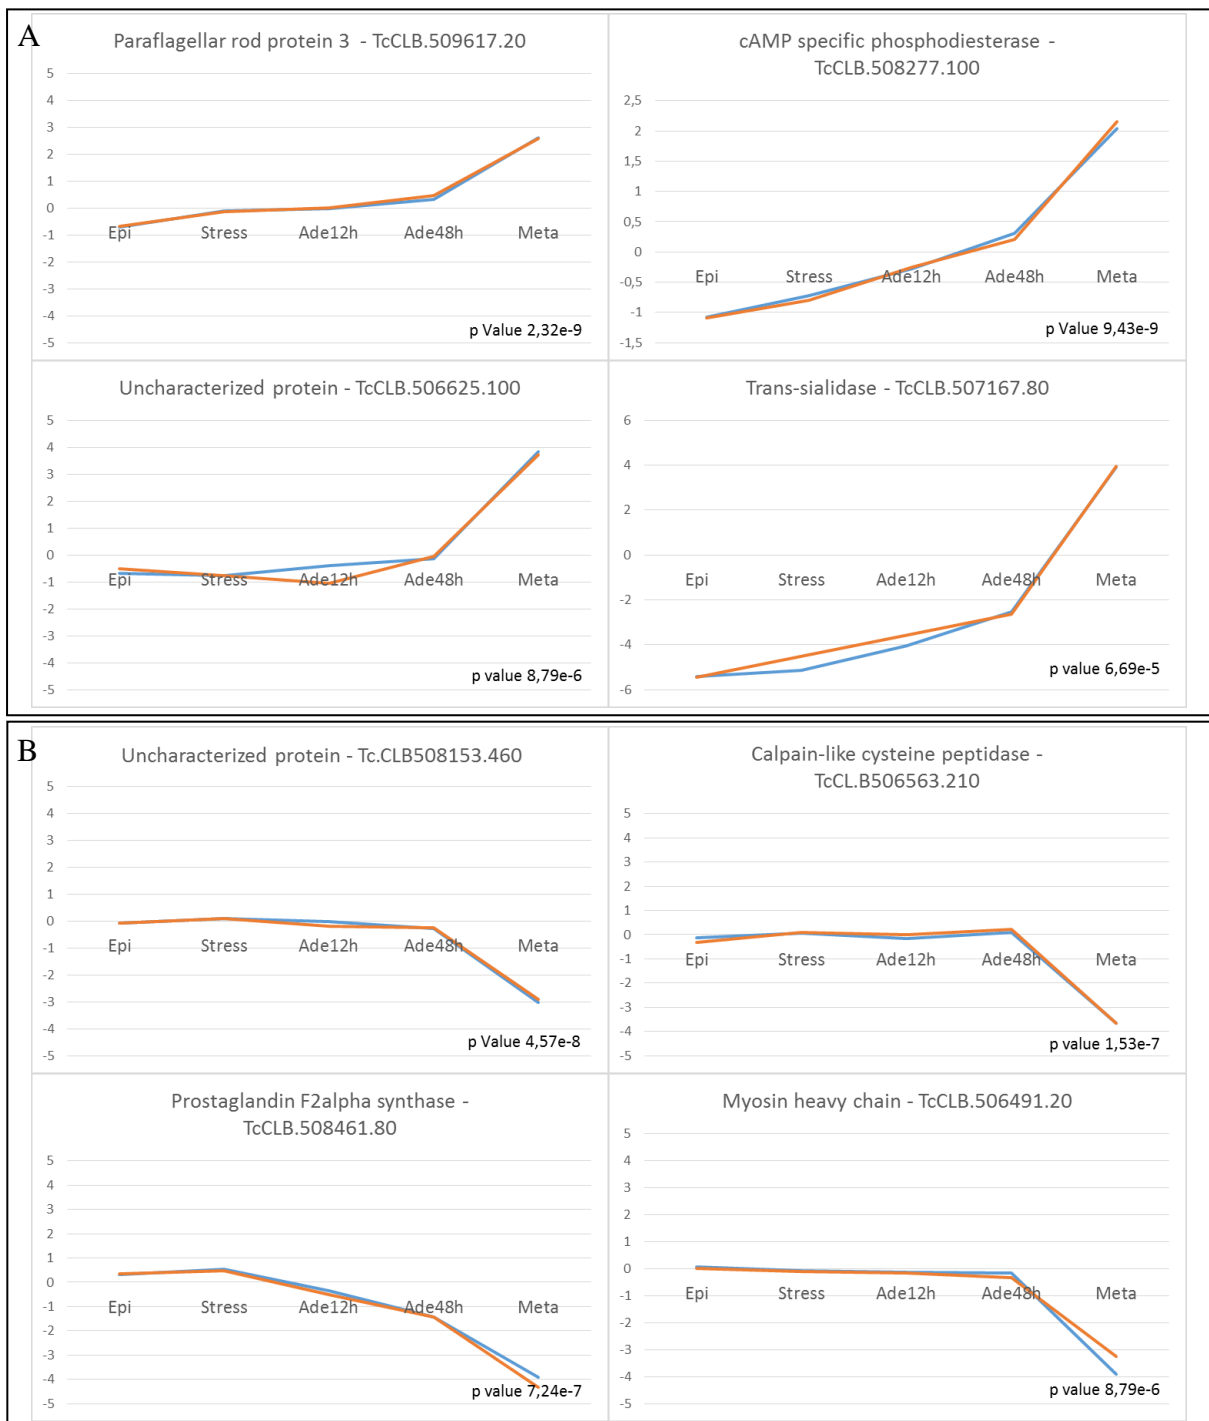 A
Paraflagellar rod protein 3 - TcCLB.509617.20
5
4
3
2
1
0
-1
-2
-3
-4
-5
Epi Stress Ade12h Ade48h Meta
p Value 2,32e-9
cAMP specific phosphodiesterase -
TcCLB.508277.100
2,5
2
1,5
1
0,5
0
-0,5
-1
-1,5
Epi Stress Ade12h Ade48h Meta
p Value 9,43e-9
Uncharacterized protein - TcCLB.506625.100
5
4
3
2
1
0
-1
-2
-3
-4
-5
Epi Stress Ade12h Ade48h Meta
p value 8,79e-6
Trans-sialidase - TcCLB.507167.80
6
4
2
0
-2
-4
-6
Epi Stress Ade12h Ade48h Meta
p value 6,69e-5
B
Uncharacterized protein - Tc.CLB508153.460
5
4
3
2
1
0
-1
-2
-3
-4
-5
Epi Stress Ade12h Ade48h Meta
p Value 4,57e-8
Calpain-like cysteine peptidase -
TcCL.B506563.210
5
4
3
2
1
0
-1
-2
-3
-4
-5
Epi Stress Ade12h Ade48h Meta
p value 1,53e-7
Prostaglandin F2alpha synthase -
TcCLB.508461.80
5
4
3
2
1
0
-1
-2
-3
-4
-5
Epi Stress Ade12h Ade48h Meta
p value 7,24e-7
Myosin heavy chain - TcCLB.506491.20
5
4
3
2
1
0
-1
-2
-3
-4
-5
Epi Stress Ade12h Ade48h Meta
p value 8,79e-6